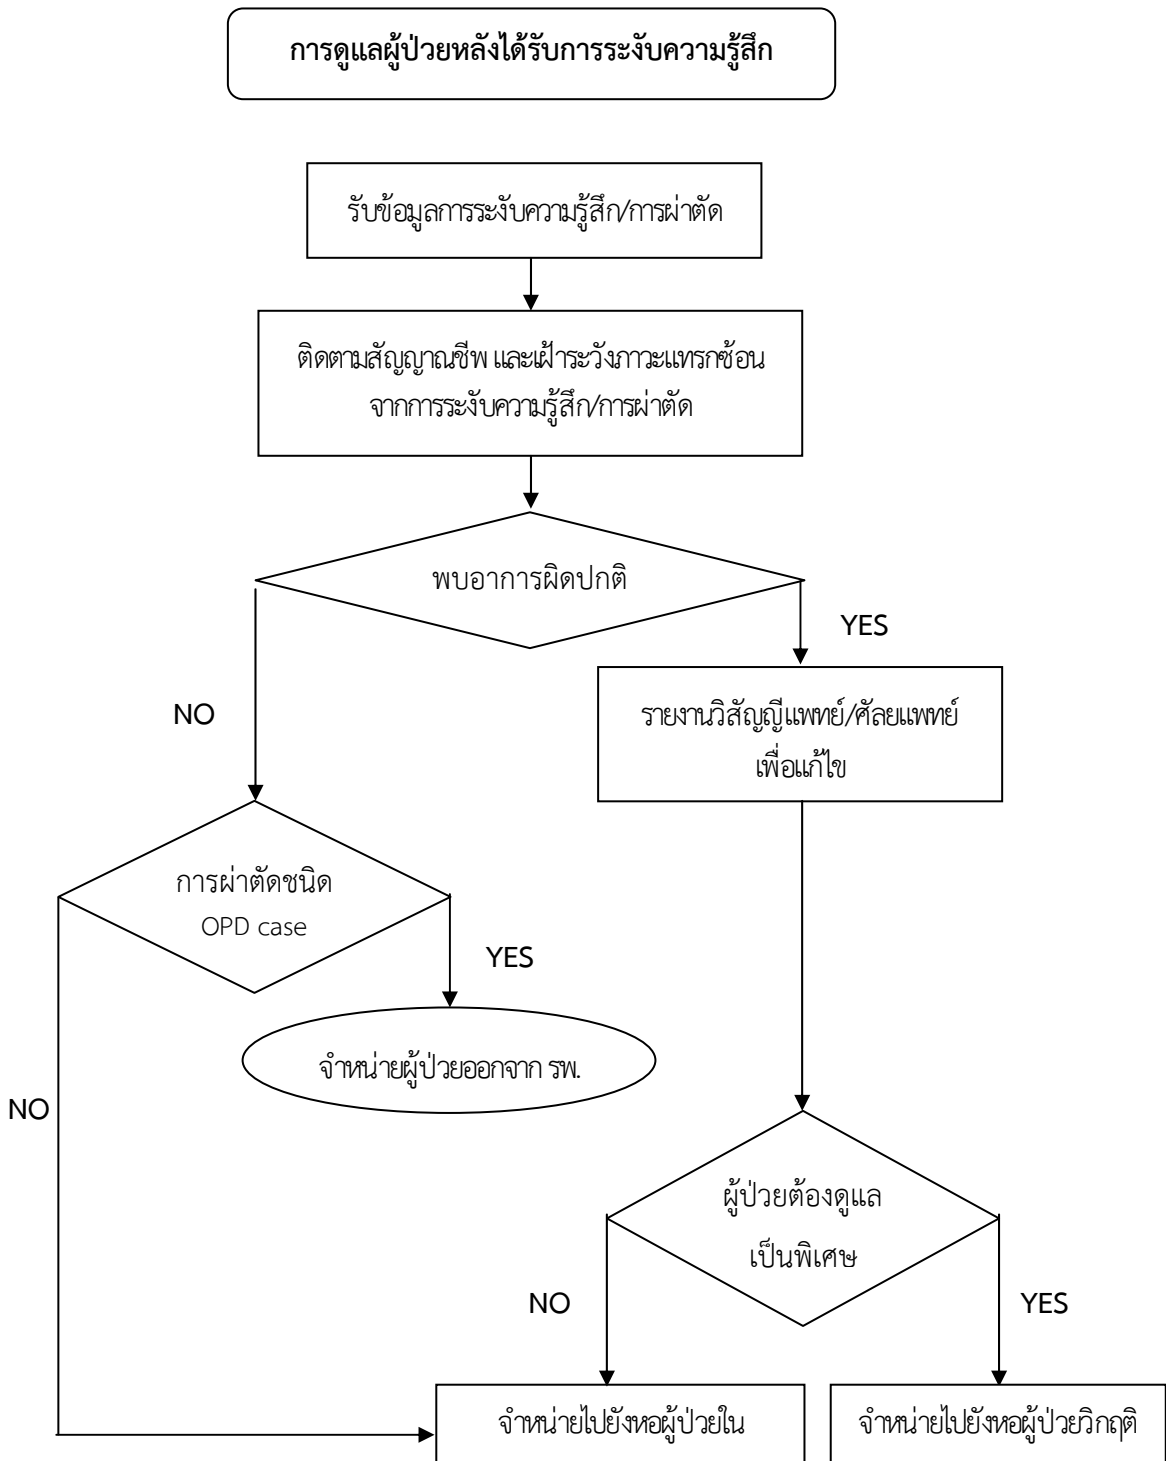 การดูแลผู้ป่วยหลังได้รับการระงับความรู้สึก
รับข้อมูลการระงับความรู้สึก/การผ่าตัด
ติดตามสัญญาณชีพ และเฝ้าระวังภาวะแทรกซ้อน
จากการระงับความรู้สึก/การผ่าตัด
พบอาการผิดปกติ
YES
NO
รายงานวิสัญญีแพทย์/ศัลยแพทย์
เพื่อแก้ไข
การผ่าตัดชนิด
OPD case
YES
จำหน่ายผู้ป่วยออกจาก รพ.
NO
ผู้ป่วยต้องดูแล
เป็นพิเศษ
NO
YES
จำหน่ายไปยังหอผู้ป่วยใน
จำหน่ายไปยังหอผู้ป่วยวิกฤติ